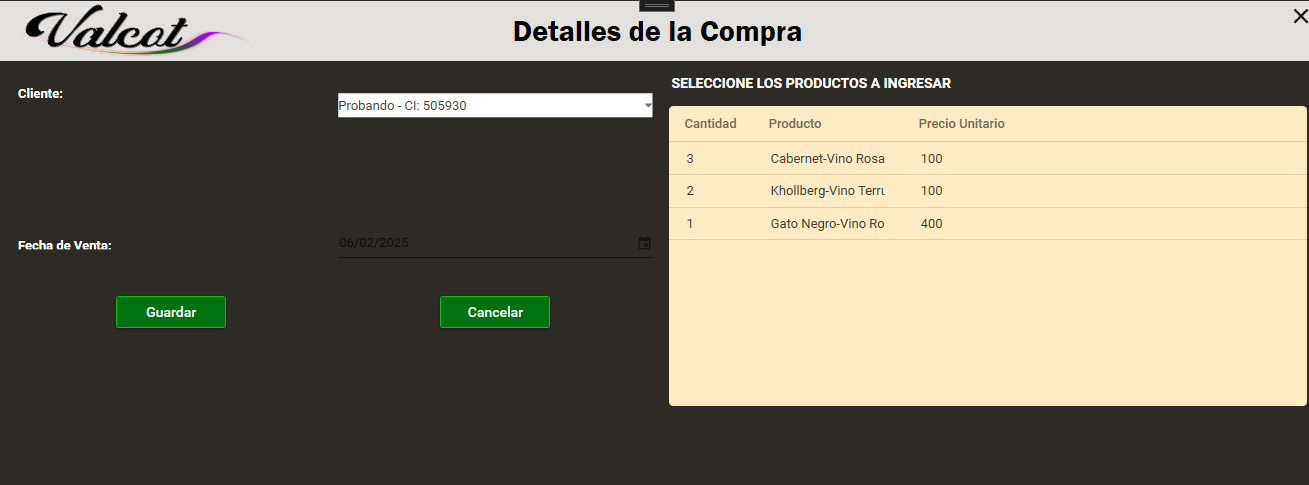 Valcot
Detalles de la Compra
Cliente:
Probando - CI: 505930
Fecha de Venta:
06/02/2025
Guardar
Cancelar
SELECCIONE LOS PRODUCTOS A INGRESAR
Cantidad Producto Precio Unitario
3 Cabernet-Vino Rosa 100
2 Khollberg-Vino Terru 100
1 Gato Negro-Vino Ro 400